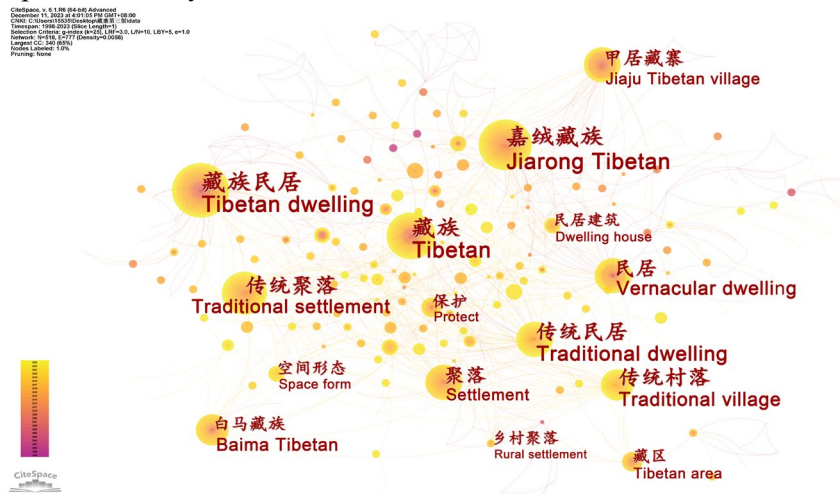 CiteSpace, v. 6.1.R6 (64-bit) Advanced
December 11, 2023 at 4:01:05 PM GMT+08:00
Timespan: 1998-2023 (Slice Length=1)
Selection Criteria: g-index (k=25), LRF=3.0, L/N=10, LBY=5, e=1.0
Network: N=518, E=777 (Density=0.0058)
Largest CC: 340 (65%)
Nodes Labeled: 1.0%
Pruning: None
甲居藏寨
Jiaju Tibetan village
嘉绒藏族
Jiarong Tibetan
藏族民居
Tibetan dwelling
藏族
Tibetan
民居建筑
Dwelling house
民居
Vernacular dwelling
传统聚落
Traditional settlement
保护
Protect
传统民居
Traditional dwelling
空间形态
Space form
聚落
Settlement
传统村落
Traditional village
白马藏族
Baima Tibetan
乡村聚落
Rural settlement
藏区
Tibetan area
CiteSpace